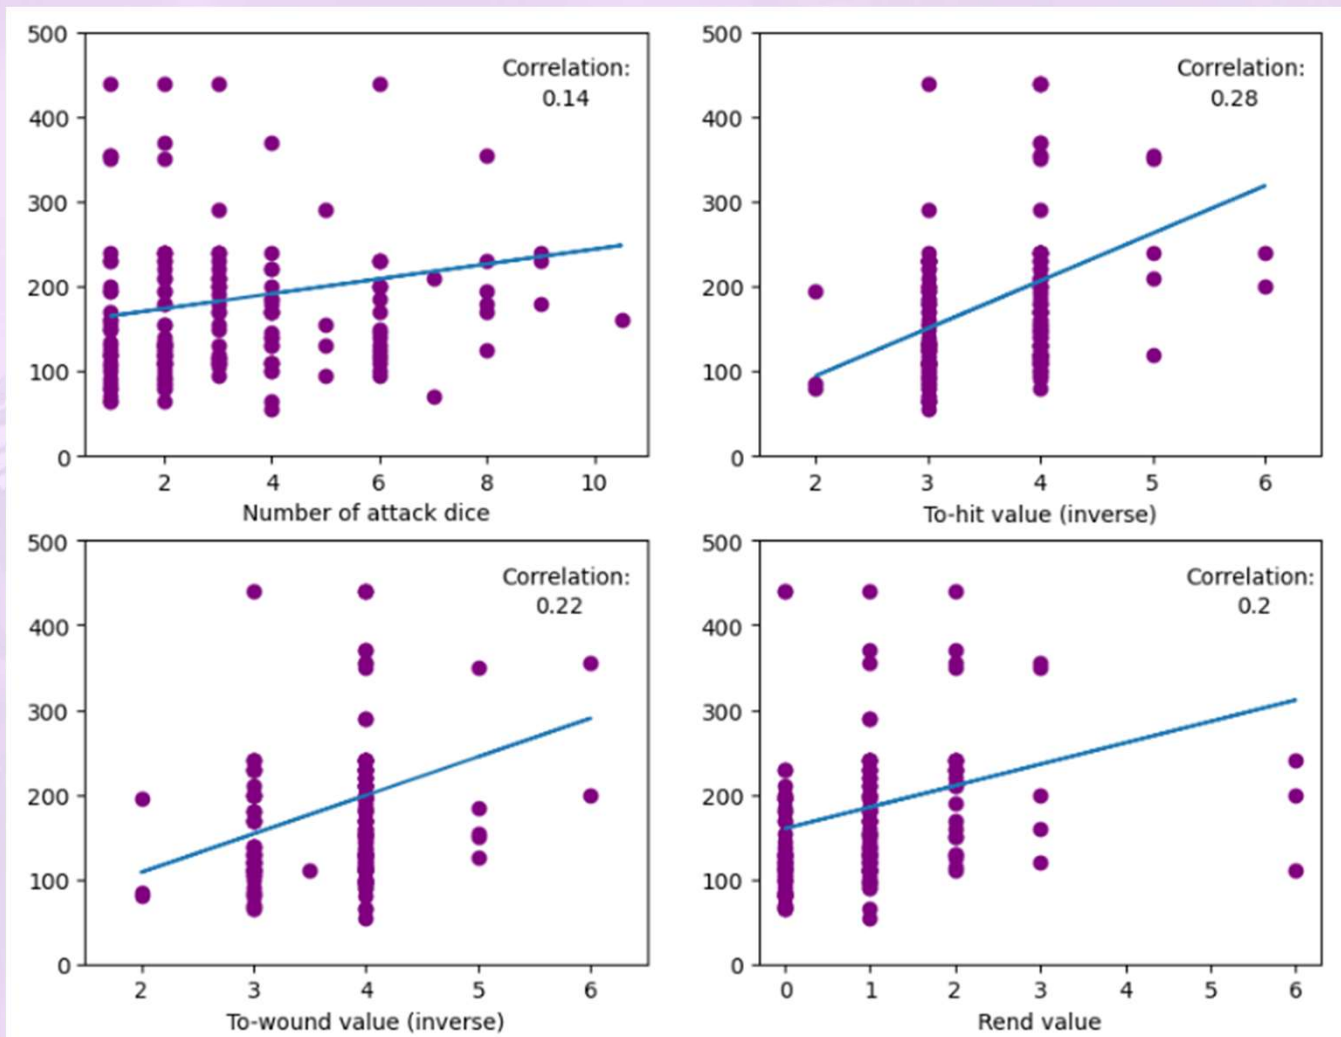 500
400
300
200
100
0
Correlation:
0.14
2 4 6 8 10
Number of attack dice
500
400
300
200
100
0
Correlation:
0.28
2 3 4 5 6
To-hit value (inverse)
500
400
300
200
100
0
Correlation:
0.22
2 3 4 5 6
To-wound value (inverse)
500
400
300
200
100
0
Correlation:
0.2
0 1 2 3 4 5 6
Rend value